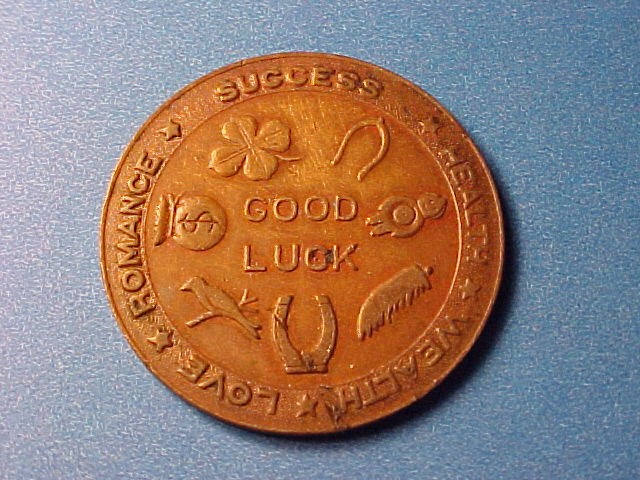 SUCCESS ★ HEALTH ★ WEALTH ★ LOVE ★ ROMANCE ★
GOOD
LUCK
$